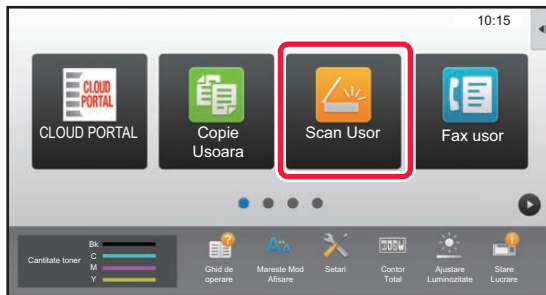 10:15
CLOUD
PORTAL
CLOUD PORTAL
Copie
Usoara
Scan Usor
Fax usor
Cantitate toner
Bk
C
M
Y
Ghid de
operare
Mareste Mod
Afisare
Setari
Contor
Total
Ajustare
Luminozitate
Stare
Lucrare